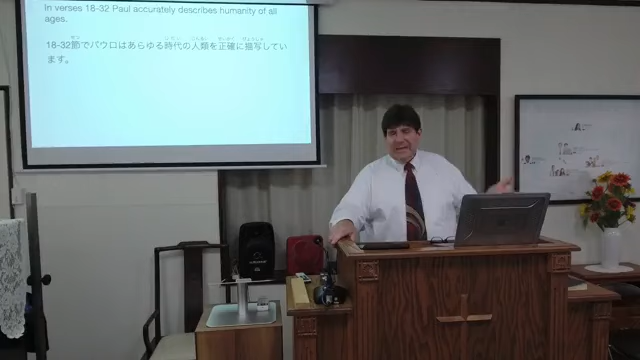 In verses 18-32 Paul accurately describes humanity of all
ages.
18-32節でパウロはあらゆる時代の人類を正確に描写してい
ます。